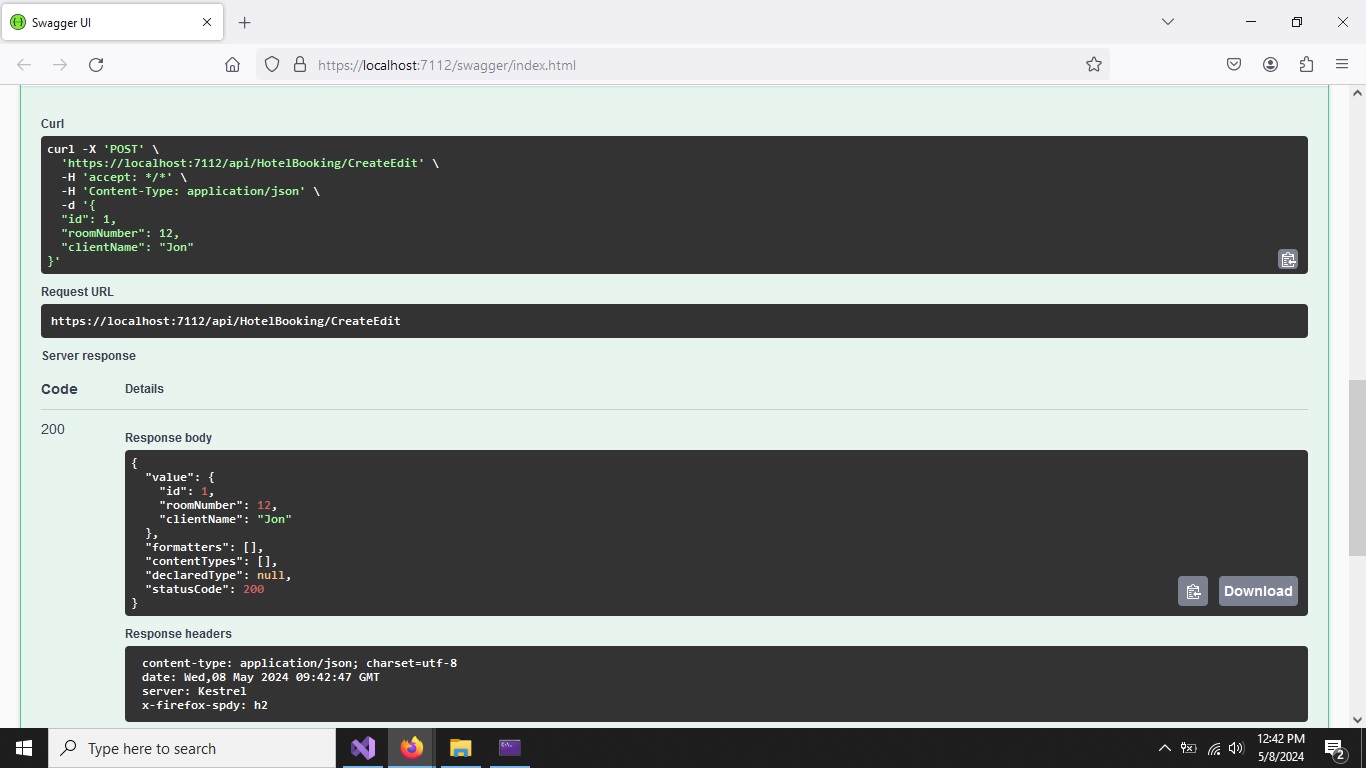 Swagger UI
https://localhost:7112/swagger/index.html
Curl
curl -X 'POST' \
'https://localhost:7112/api/HotelBooking/CreateEdit' \
-H 'accept: */*' \
-H 'Content-Type: application/json' \
-d '{
"id": 1,
"roomNumber": 12,
"clientName": "Jon"
}'
Request URL
https://localhost:7112/api/HotelBooking/CreateEdit
Server response
Code Details
200
Response body
{
"value": {
"id": 1,
"roomNumber": 12,
"clientName": "Jon"
},
"formatters": [],
"contentTypes": [],
"declaredType": null,
"statusCode": 200
}
Download
Response headers
content-type: application/json; charset=utf-8
date: Wed,08 May 2024 09:42:47 GMT
server: Kestrel
x-firefox-spdy: h2
Type here to search
12:42 PM
5/8/2024
2